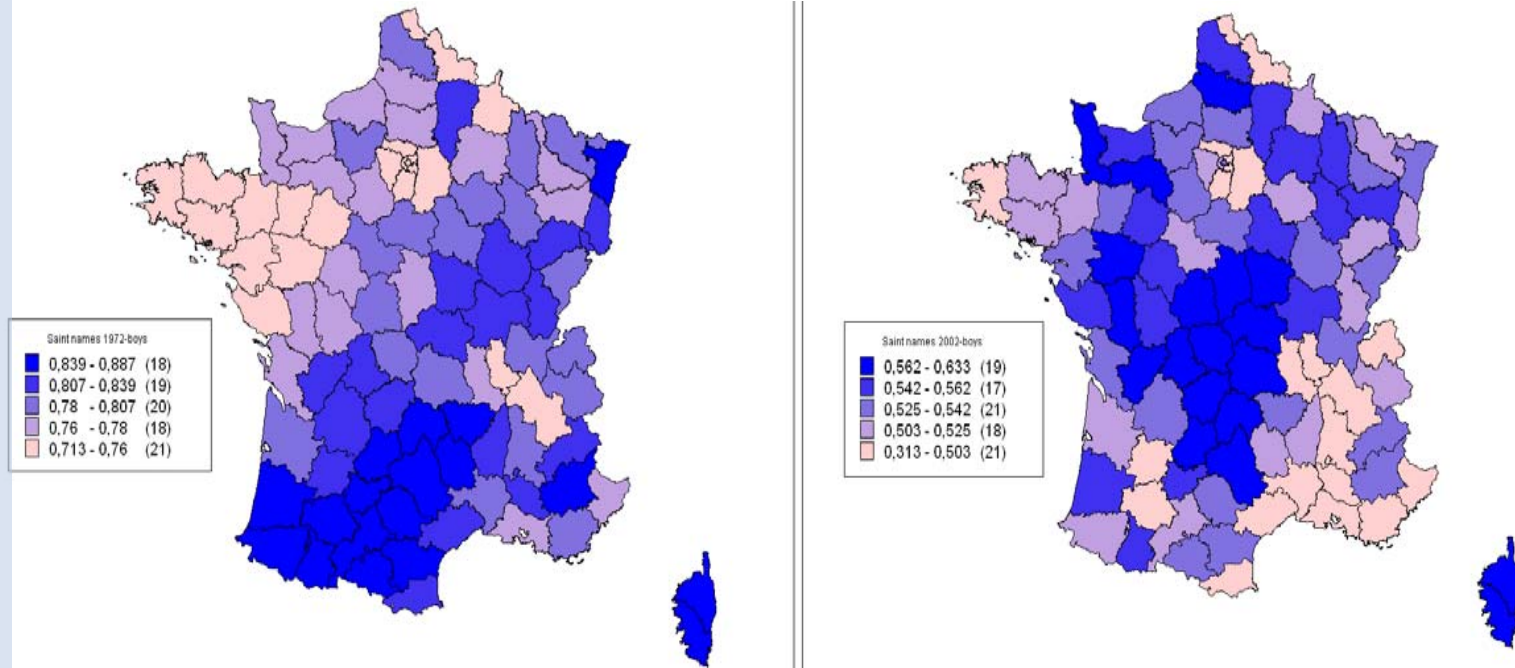 Saint names 1972-boys
0,839 - 0,887 (18)
0,807 - 0,839 (19)
0,78 - 0,807 (20)
0,76 - 0,78 (18)
0,713 - 0,76 (21)
Saint names 2002-boys
0,562 - 0,633 (19)
0,542 - 0,562 (17)
0,525 - 0,542 (21)
0,503 - 0,525 (18)
0,313 - 0,503 (21)